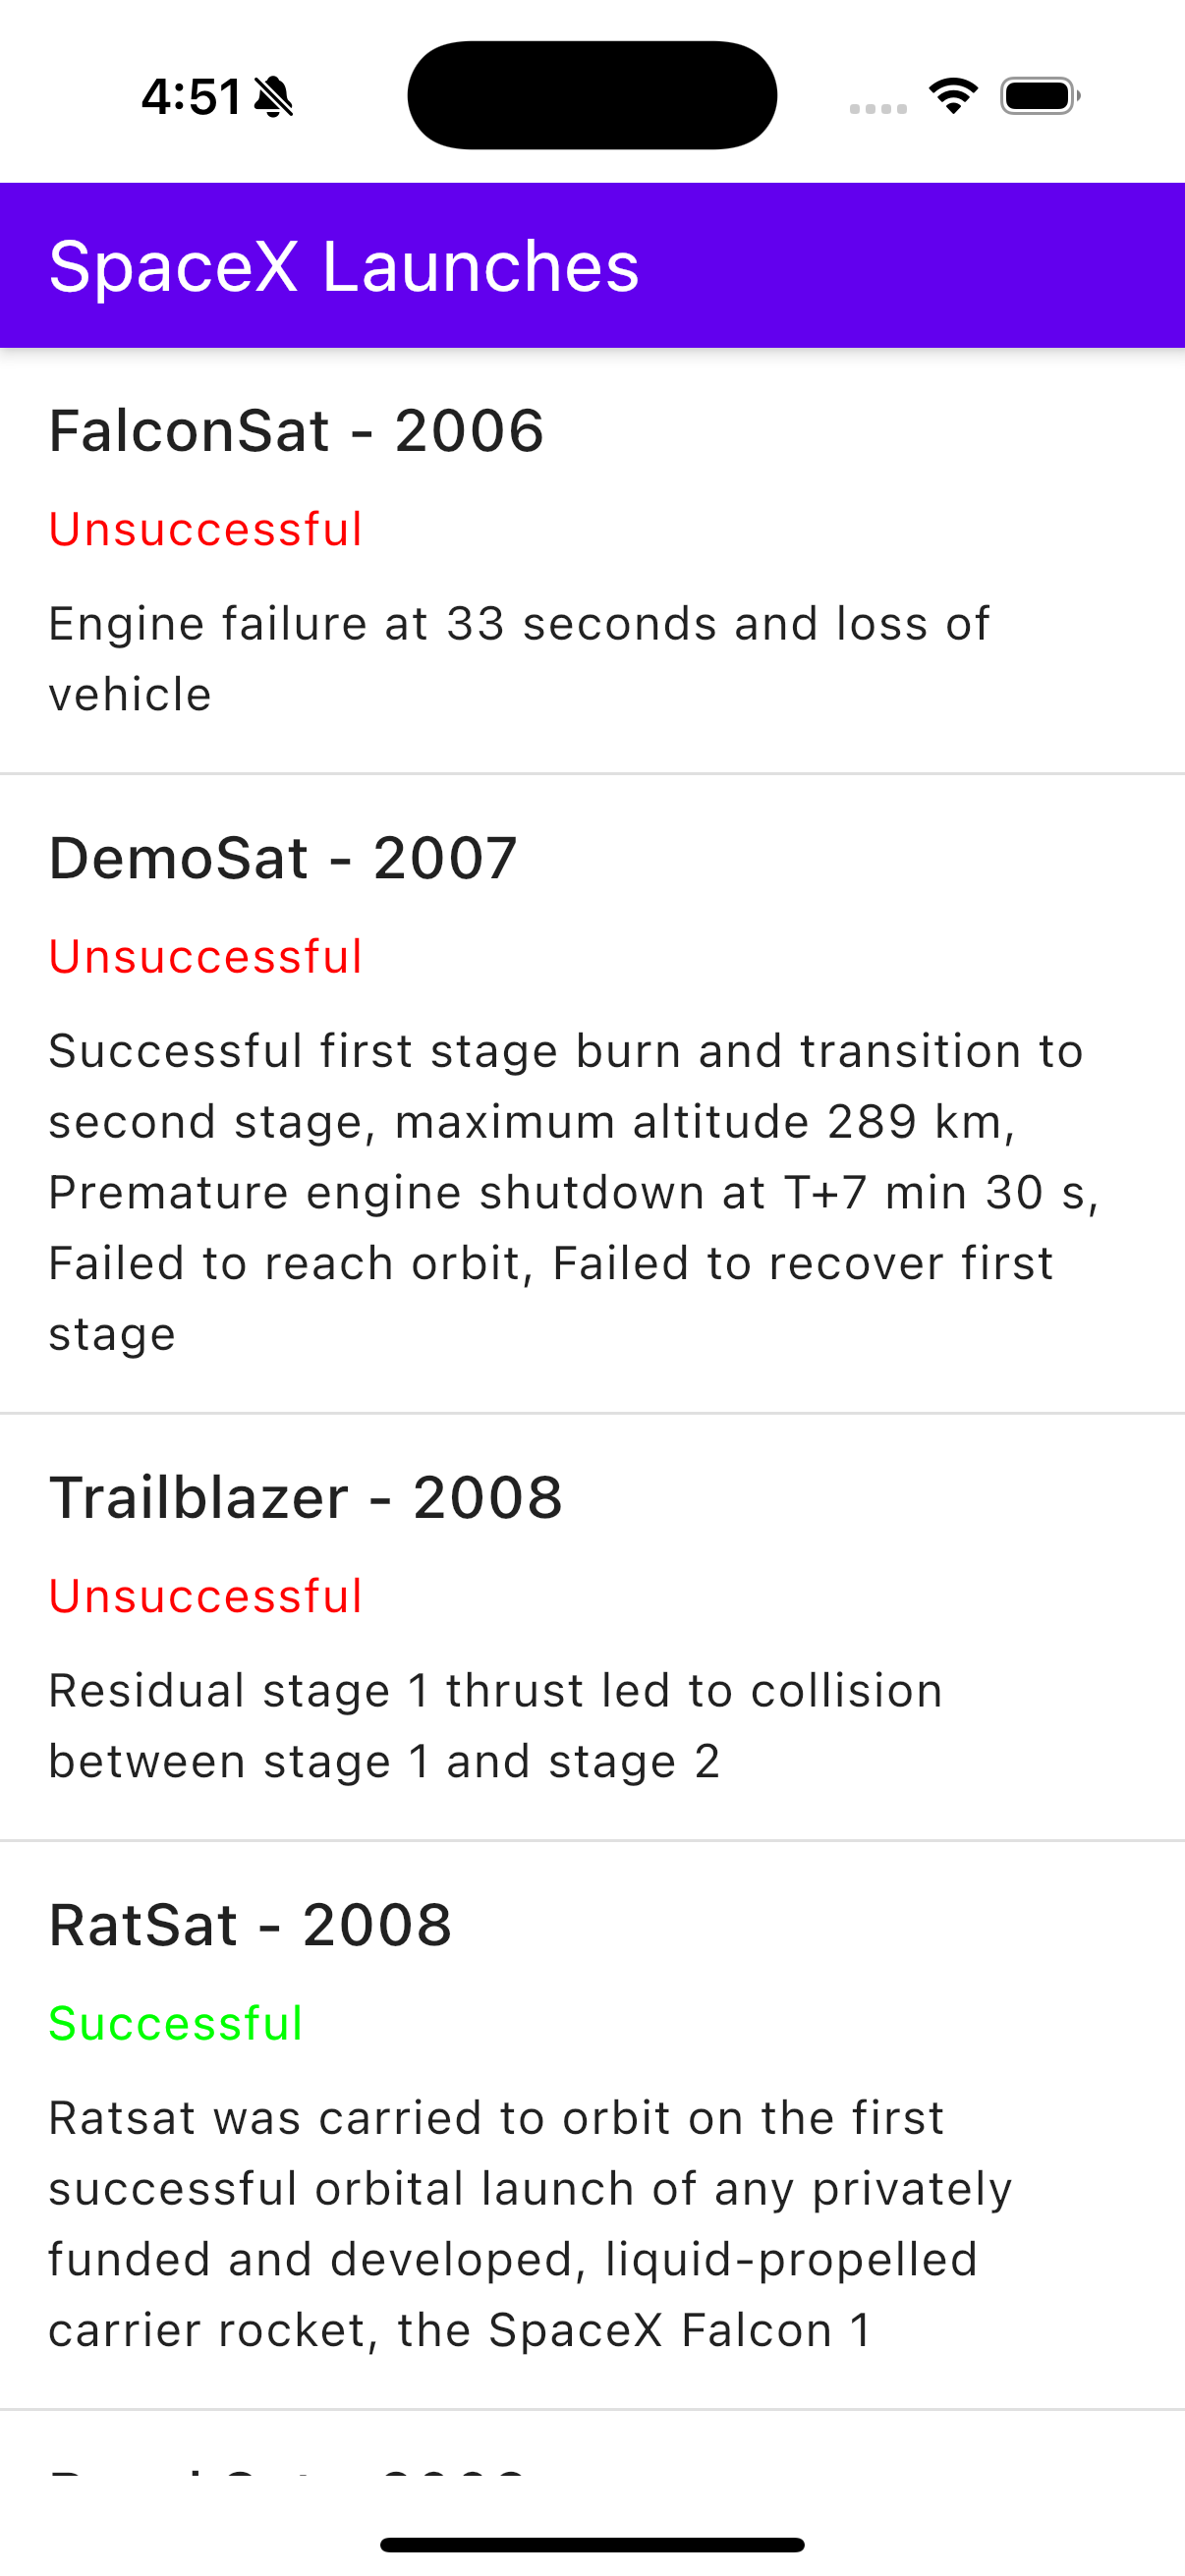 4:51
SpaceX Launches
FalconSat - 2006
Unsuccessful
Engine failure at 33 seconds and loss of
vehicle
DemoSat - 2007
Unsuccessful
Successful first stage burn and transition to
second stage, maximum altitude 289 km,
Premature engine shutdown at T+7 min 30 s,
Failed to reach orbit, Failed to recover first
stage
Trailblazer - 2008
Unsuccessful
Residual stage 1 thrust led to collision
between stage 1 and stage 2
RatSat - 2008
Successful
Ratsat was carried to orbit on the first
successful orbital launch of any privately
funded and developed, liquid-propelled
carrier rocket, the SpaceX Falcon 1